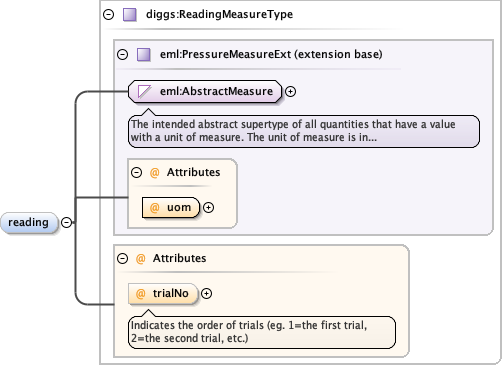 diggs:ReadingMeasureType
eml:PressureMeasureExt (extension base)
eml:AbstractMeasure
The intended abstract supertype of all quantities that have a value
with a unit of measure. The unit of measure is in...
@ Attributes
@ uom
reading
@ Attributes
@ trialNo
Indicates the order of trials (eg. 1=the first trial,
2=the second trial, etc.)